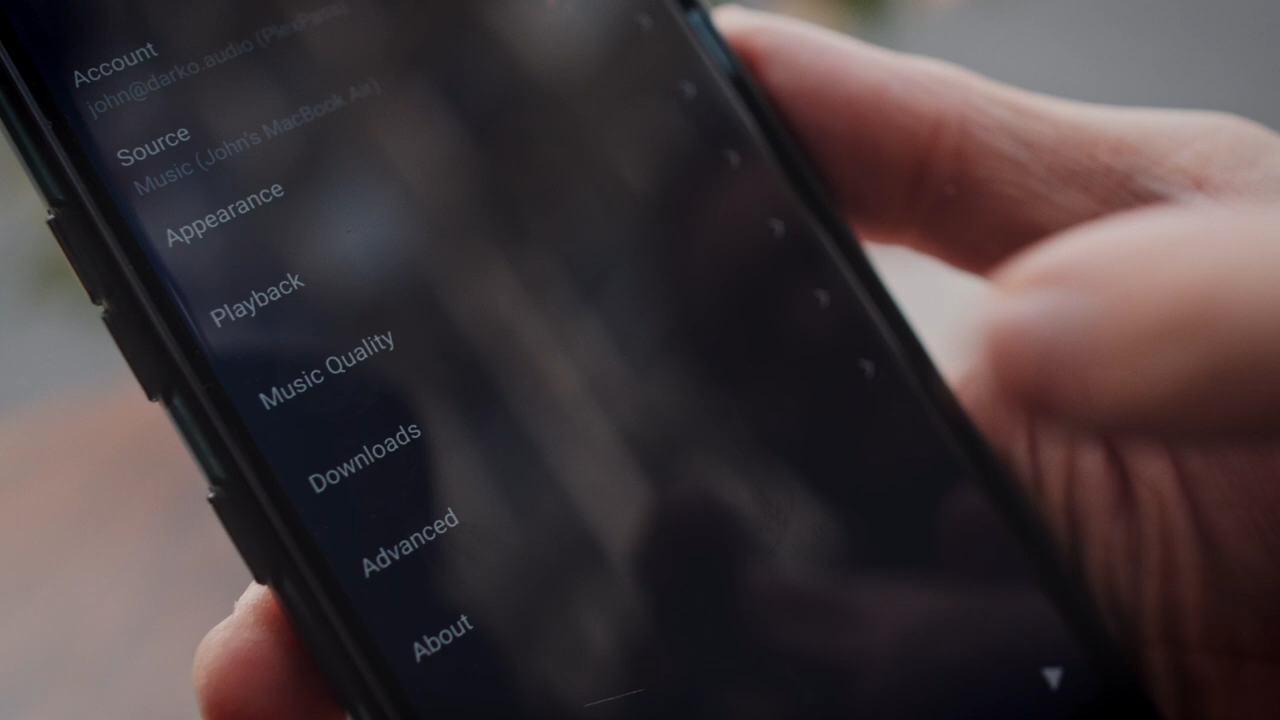 Account
john@darko.audio (PlexPass)
Source
Music (John's MacBook Air)
Appearance
Playback
Music Quality
Downloads
Advanced
About